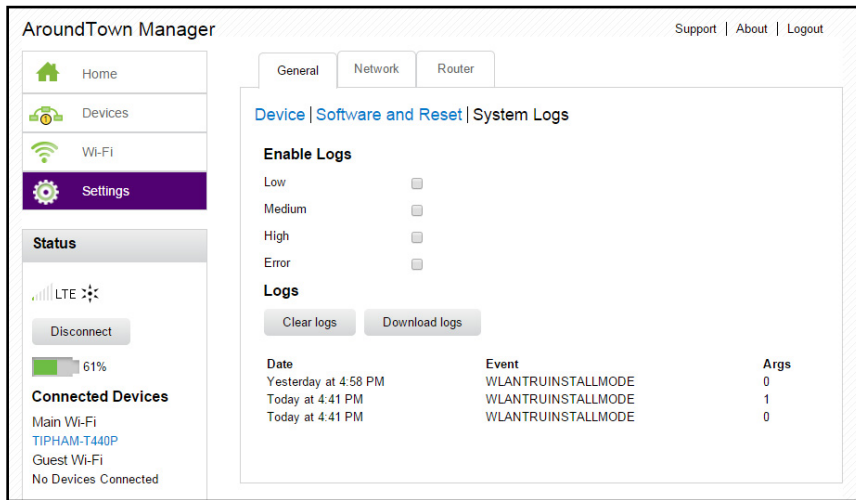 AroundTown Manager
Support | About | Logout
Home
Devices
Wi-Fi
Settings
Status
LTE
Disconnect
61%
Connected Devices
Main Wi-Fi
TIPHAM-T440P
Guest Wi-Fi
No Devices Connected
General Network Router
Device | Software and Reset | System Logs
Enable Logs
Low
Medium
High
Error
Logs
Clear logs Download logs
Date Event Args
Yesterday at 4:58 PM WLANTRUINSTALLMODE 0
Today at 4:41 PM WLANTRUINSTALLMODE 1
Today at 4:41 PM WLANTRUINSTALLMODE 0